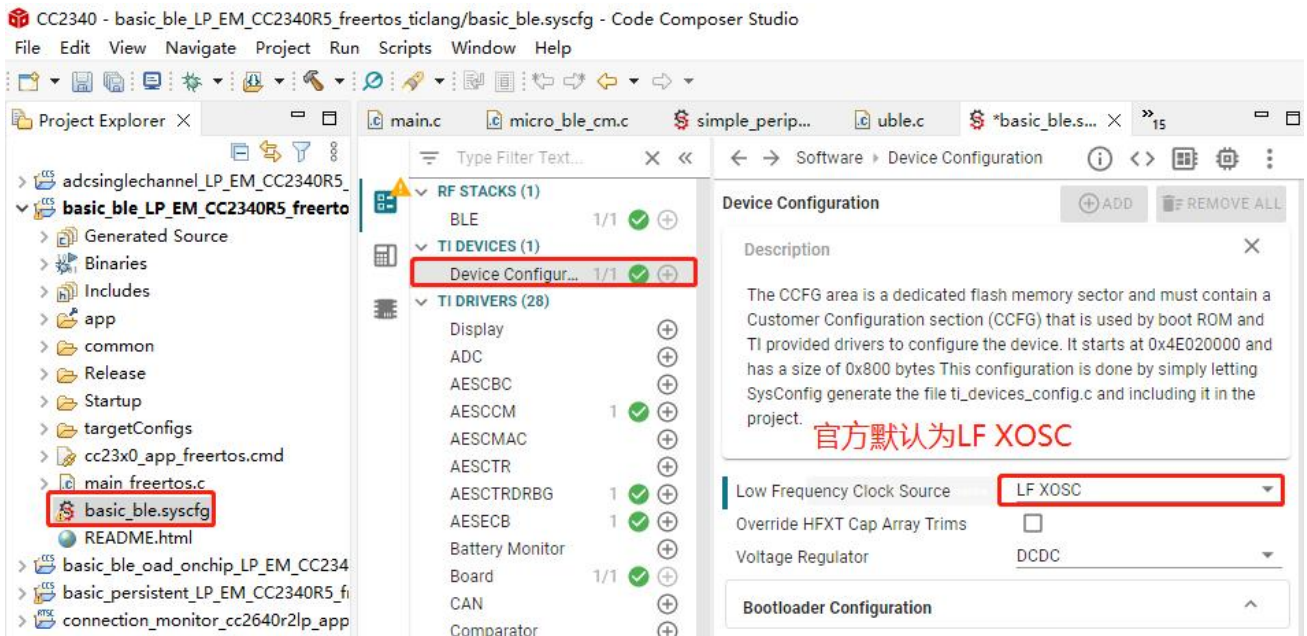 CC2340 - basic_ble_LP_EM_CC2340R5_freertos_ticlang/basic_ble.syscfg - Code Composer Studio
File Edit View Navigate Project Run Scripts Window Help
Project Explorer
adcsinglechannel_LP_EM_CC2340R5_
basic_ble_LP_EM_CC2340R5_freerto
Generated Source
Binaries
Includes
app
common
Release
Startup
targetConfigs
cc23x0_app_freertos.cmd
main_freertos.c
basic_ble.syscfg
README.html
basic_ble_oad_onchip_LP_EM_CC234
basic_persistent_LP_EM_CC2340R5_fr
connection_monitor_cc2640r2lp_app
main.c micro_ble_cm.c simple_perip... uble.c *basic_ble.s... 15
Type Filter Text...
RF STACKS (1)
BLE 1/1
TI DEVICES (1)
Device Configur... 1/1
TI DRIVERS (28)
Display
ADC
AESCBC
AESCCM 1
AESCMAC
AESCTR
AESCTRDRBG 1
AESECB 1
Battery Monitor
Board 1/1
CAN
Comparator
Software Device Configuration
Device Configuration ADD REMOVE ALL
Description
The CCFG area is a dedicated flash memory sector and must contain a
Customer Configuration section (CCFG) that is used by boot ROM and
TI provided drivers to configure the device. It starts at 0x4E020000 and
has a size of 0x800 bytes This configuration is done by simply letting
SysConfig generate the file ti_devices_config.c and including it in the
project.
官方默认为LF XOSC
Low Frequency Clock Source LF XOSC
Override HFXT Cap Array Trims
Voltage Regulator DCDC
Bootloader Configuration